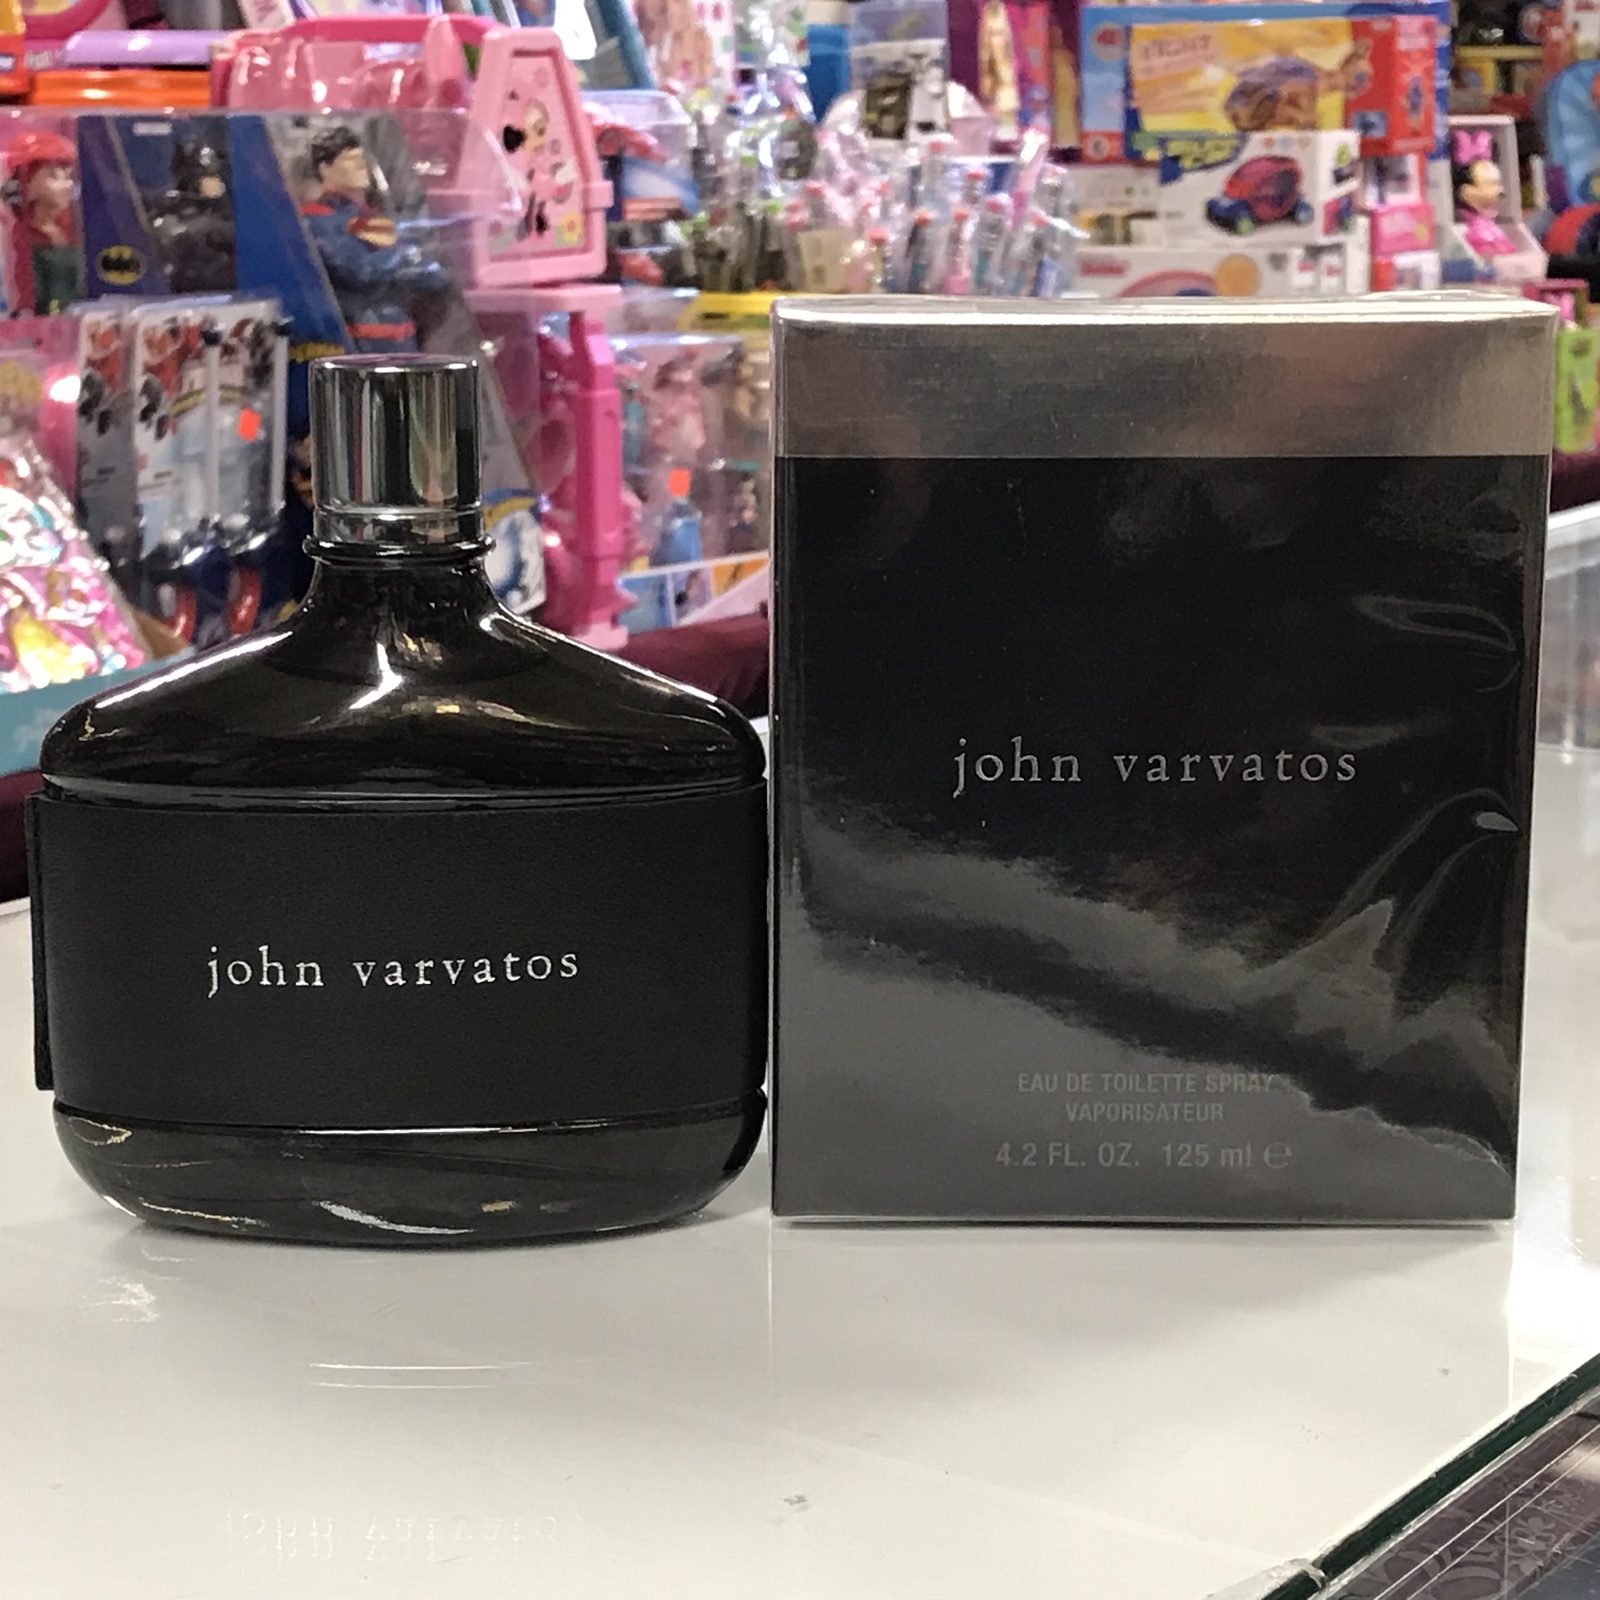 john varvatos
john varvatos
EAU DE TOILETTE SPRAY
VAPORISATEUR
4.2 FL. OZ. 125 ml ℮